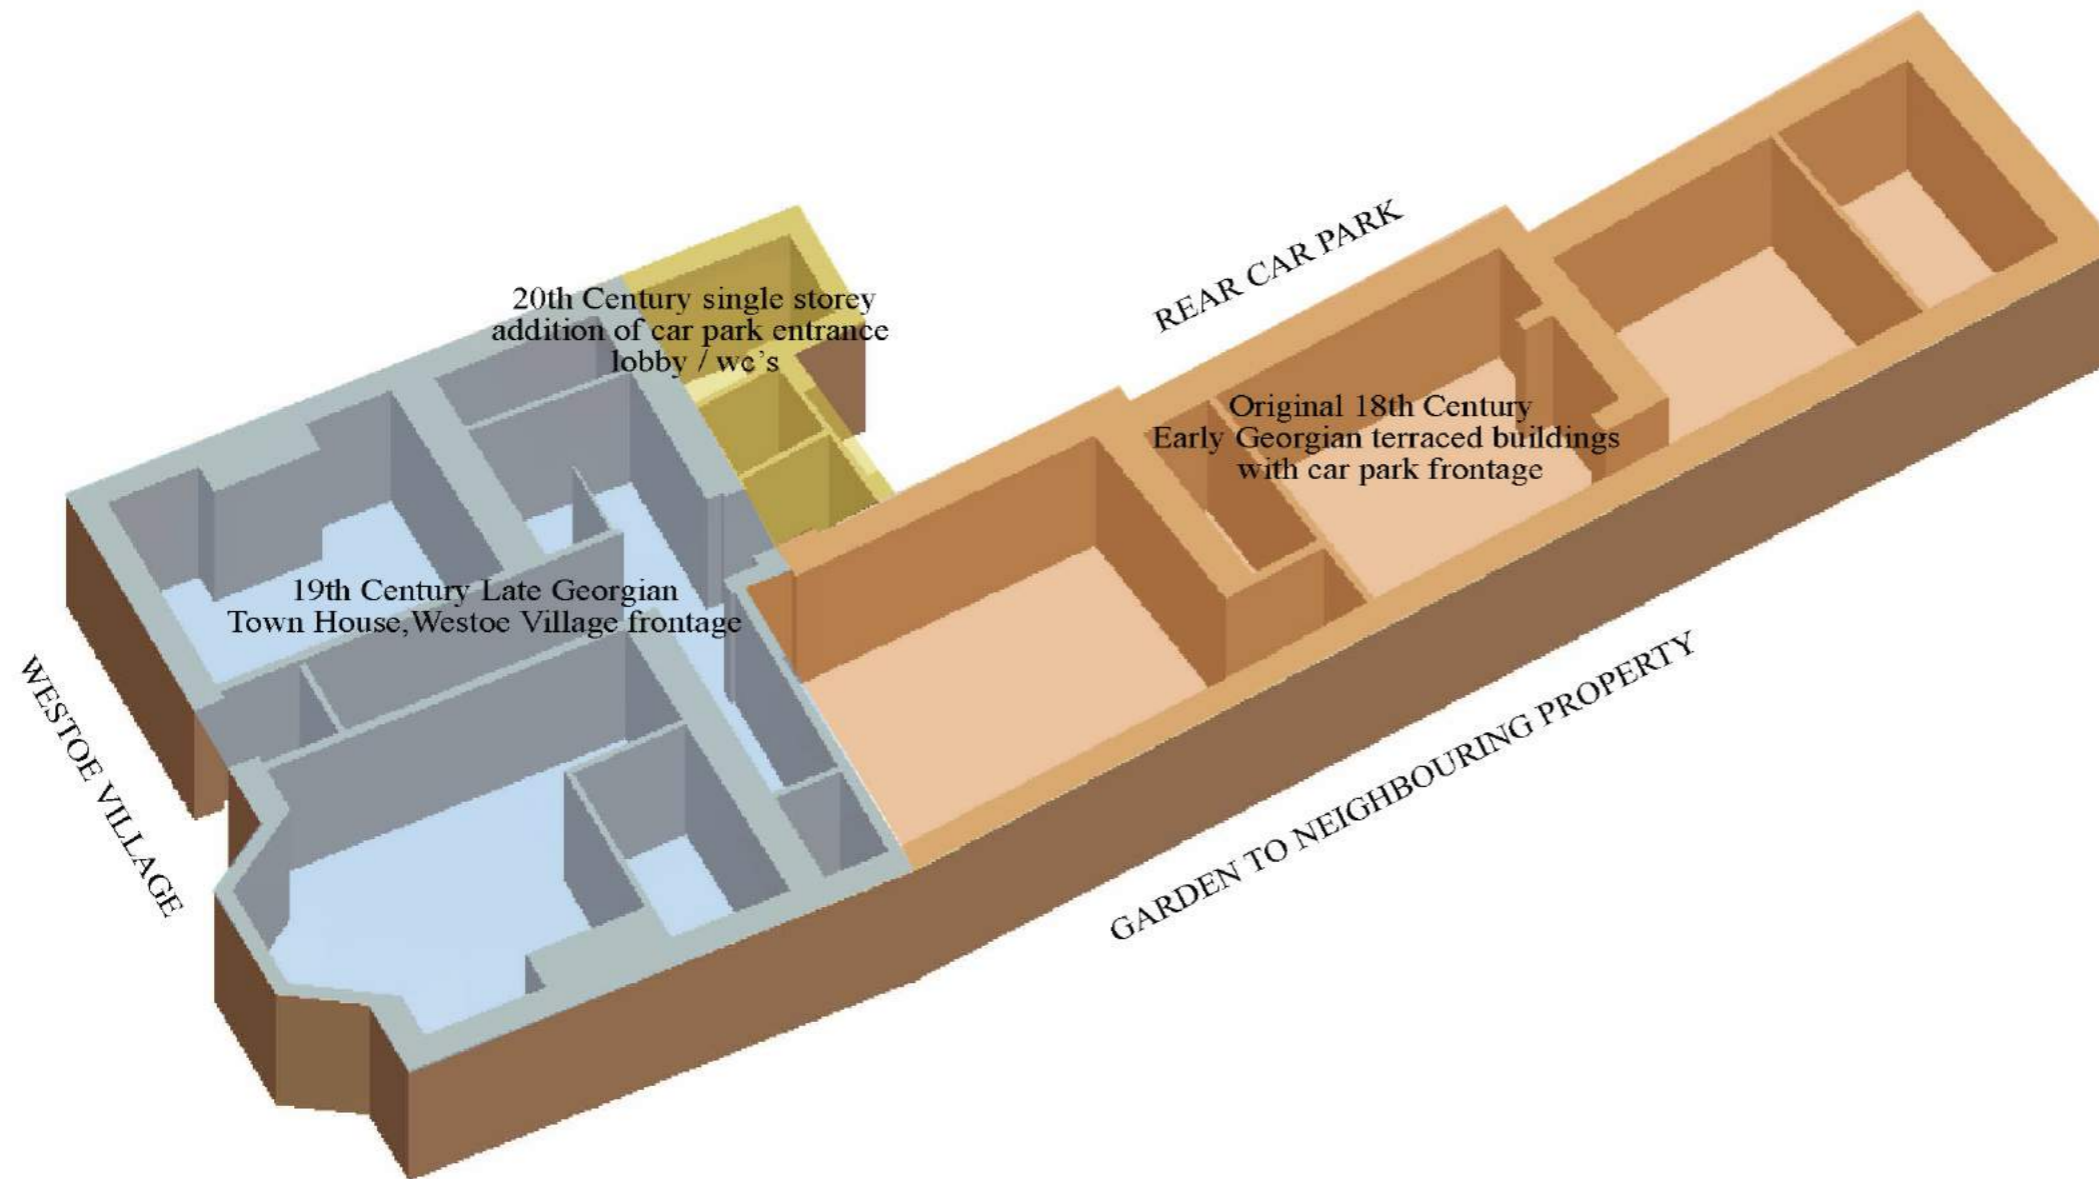 20th Century single storey
addition of car park entrance
lobby / wc's
REAR CAR PARK
Original 18th Century
Early Georgian terraced buildings
with car park frontage
19th Century Late Georgian
Town House,Westoe Village frontage
WESTOE VILLAGE
GARDEN TO NEIGHBOURING PROPERTY